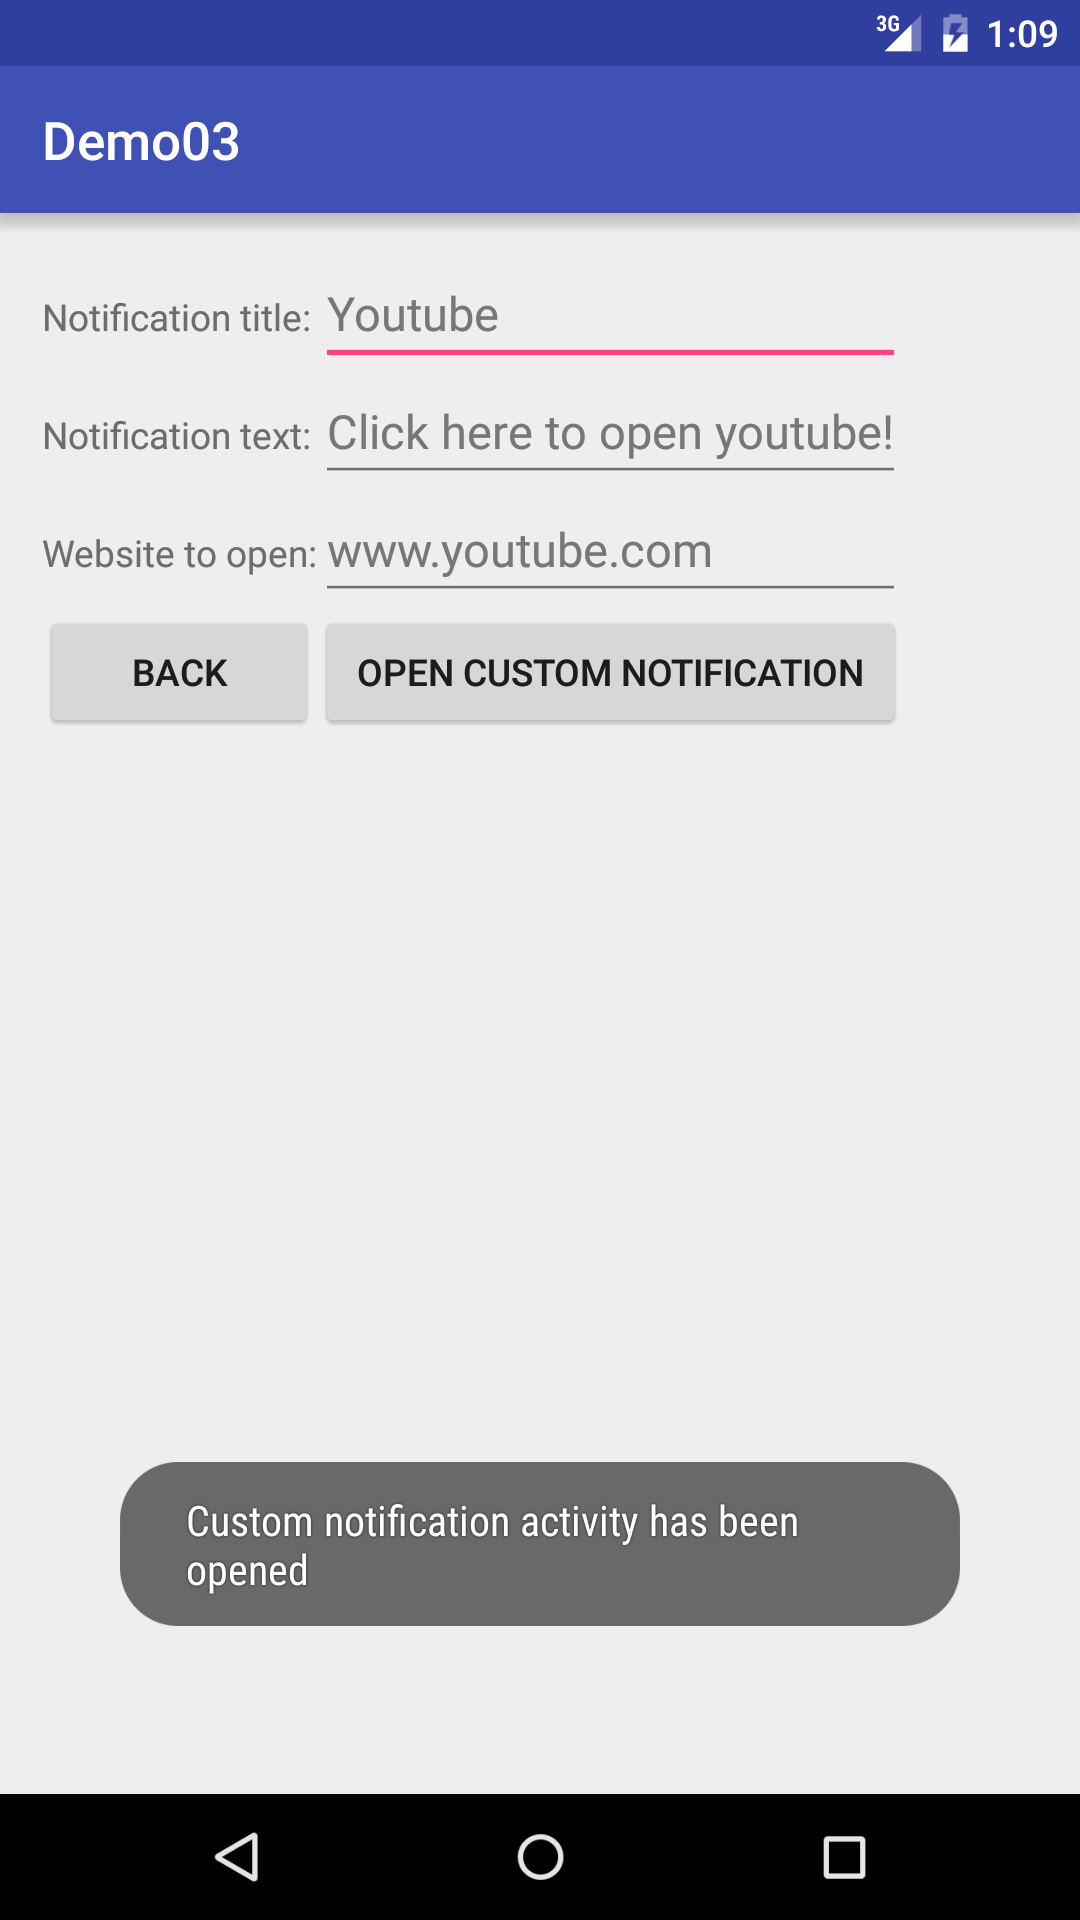 3G 1:09
Demo03
Notification title: Youtube
Notification text: Click here to open youtube!
Website to open: www.youtube.com
BACK OPEN CUSTOM NOTIFICATION
Custom notification activity has been
opened